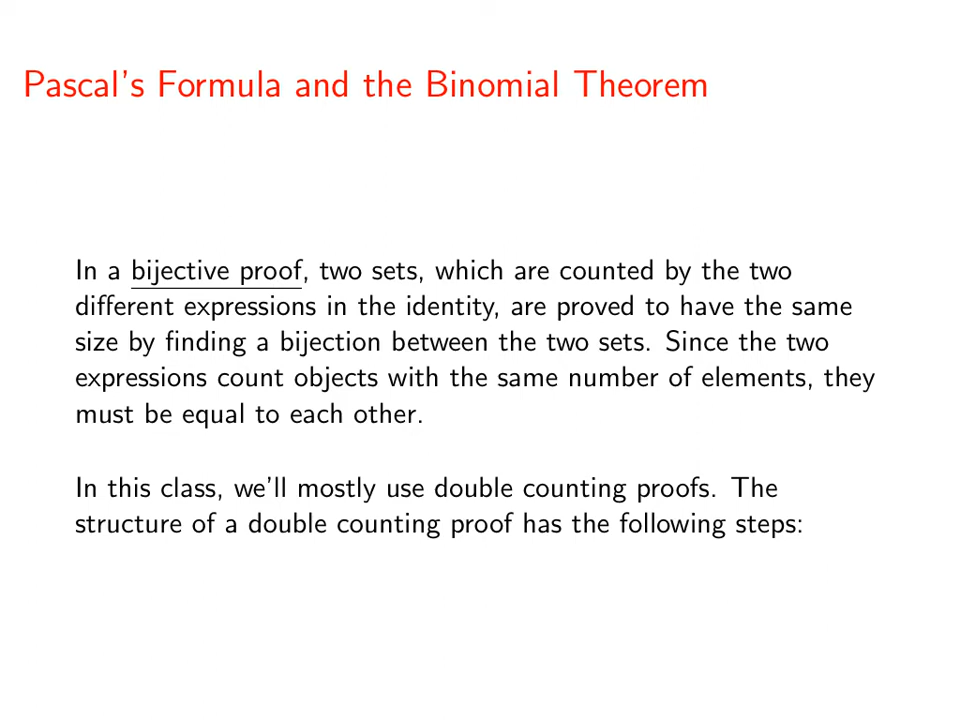 Pascal's Formula and the Binomial Theorem
In a bijective proof, two sets, which are counted by the two
different expressions in the identity, are proved to have the same
size by finding a bijection between the two sets. Since the two
expressions count objects with the same number of elements, they
must be equal to each other.
In this class, we'll mostly use double counting proofs. The
structure of a double counting proof has the following steps: